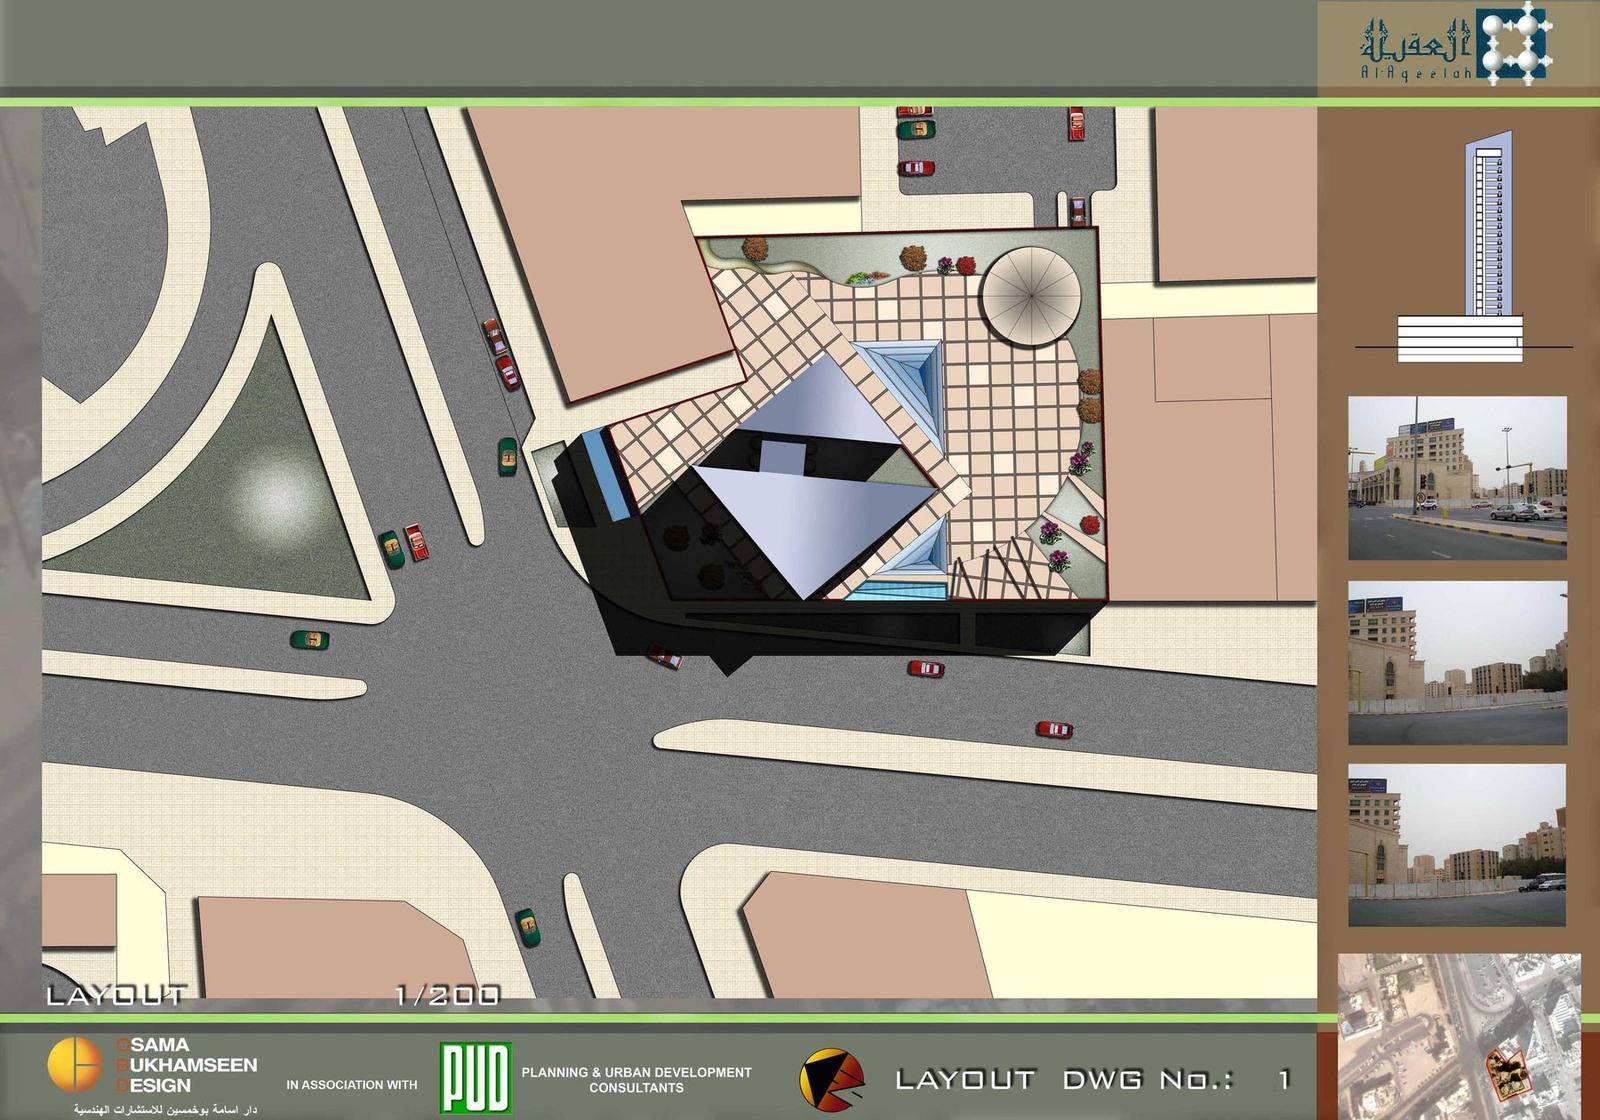 العقيلة
Al-Aqeelah
LAYOUT 1/200
OSAMA
BUKHAMSEEN
DESIGN
دار اسامة بوخمسين للاستشارات الهندسية
IN ASSOCIATION WITH
PUD
PLANNING & URBAN DEVELOPMENT
CONSULTANTS
LAYOUT DWG No.: 1